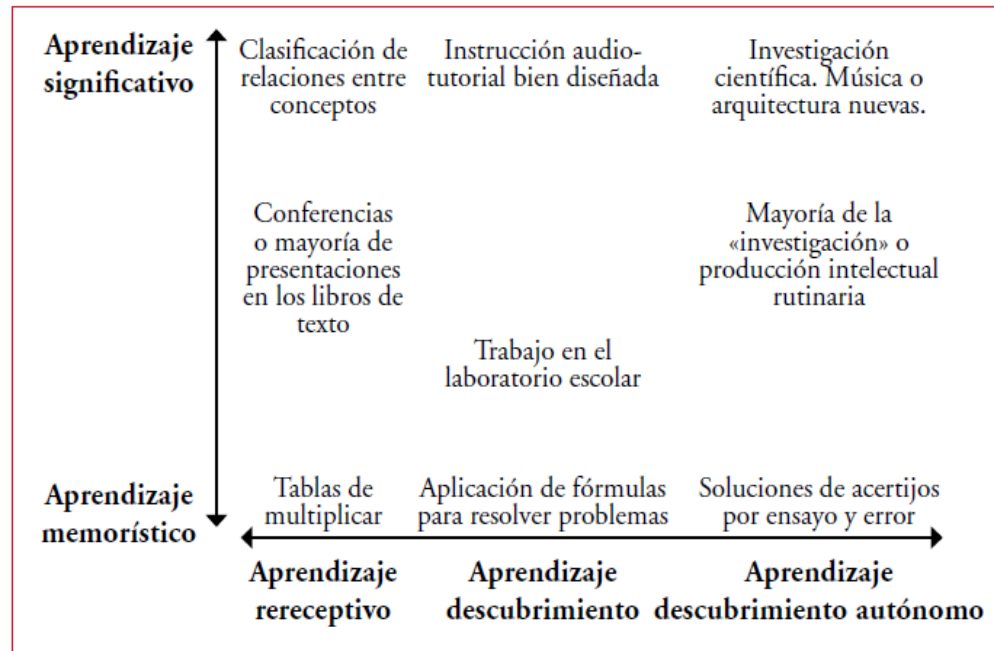 Aprendizaje
significativo
Clasificación de
relaciones entre
conceptos
Instrucción audio-
tutorial bien diseñada
Investigación
científica. Música o
arquitectura nuevas.
Conferencias
o mayoría de
presentaciones
en los libros de
texto
Mayoría de la
«investigación» o
producción intelectual
rutinaria
Trabajo en el
laboratorio escolar
Aprendizaje
memorístico
Tablas de
multiplicar
Aplicación de fórmulas
para resolver problemas
Soluciones de acertijos
por ensayo y error
Aprendizaje
rereceptivo
Aprendizaje
descubrimiento
Aprendizaje
descubrimiento autónomo